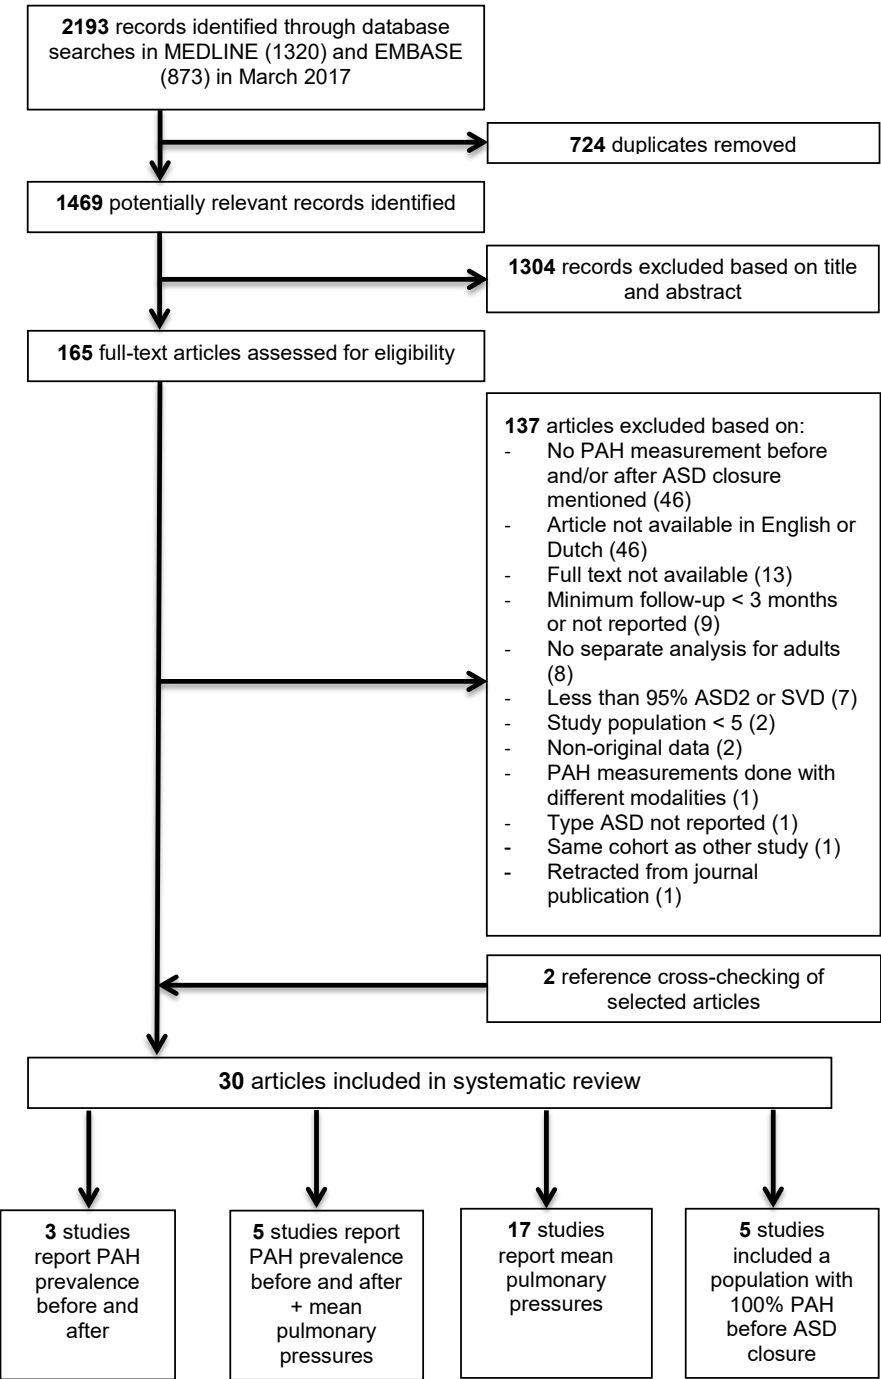 2193 records identified through database
searches in MEDLINE (1320) and EMBASE
(873) in March 2017
724 duplicates removed
1469 potentially relevant records identified
1304 records excluded based on title
and abstract
165 full-text articles assessed for eligibility
137 articles excluded based on:
- No PAH measurement before
and/or after ASD closure
mentioned (46)
- Article not available in English or
Dutch (46)
- Full text not available (13)
- Minimum follow-up < 3 months
or not reported (9)
- No separate analysis for adults
(8)
- Less than 95% ASD2 or SVD (7)
- Study population < 5 (2)
- Non-original data (2)
- PAH measurements done with
different modalities (1)
- Type ASD not reported (1)
- Same cohort as other study (1)
- Retracted from journal
publication (1)
2 reference cross-checking of
selected articles
30 articles included in systematic review
3 studies
report PAH
prevalence
before and
after
5 studies report
PAH prevalence
before and after
+ mean
pulmonary
pressures
17 studies
report mean
pulmonary
pressures
5 studies
included a
population with
100% PAH
before ASD
closure